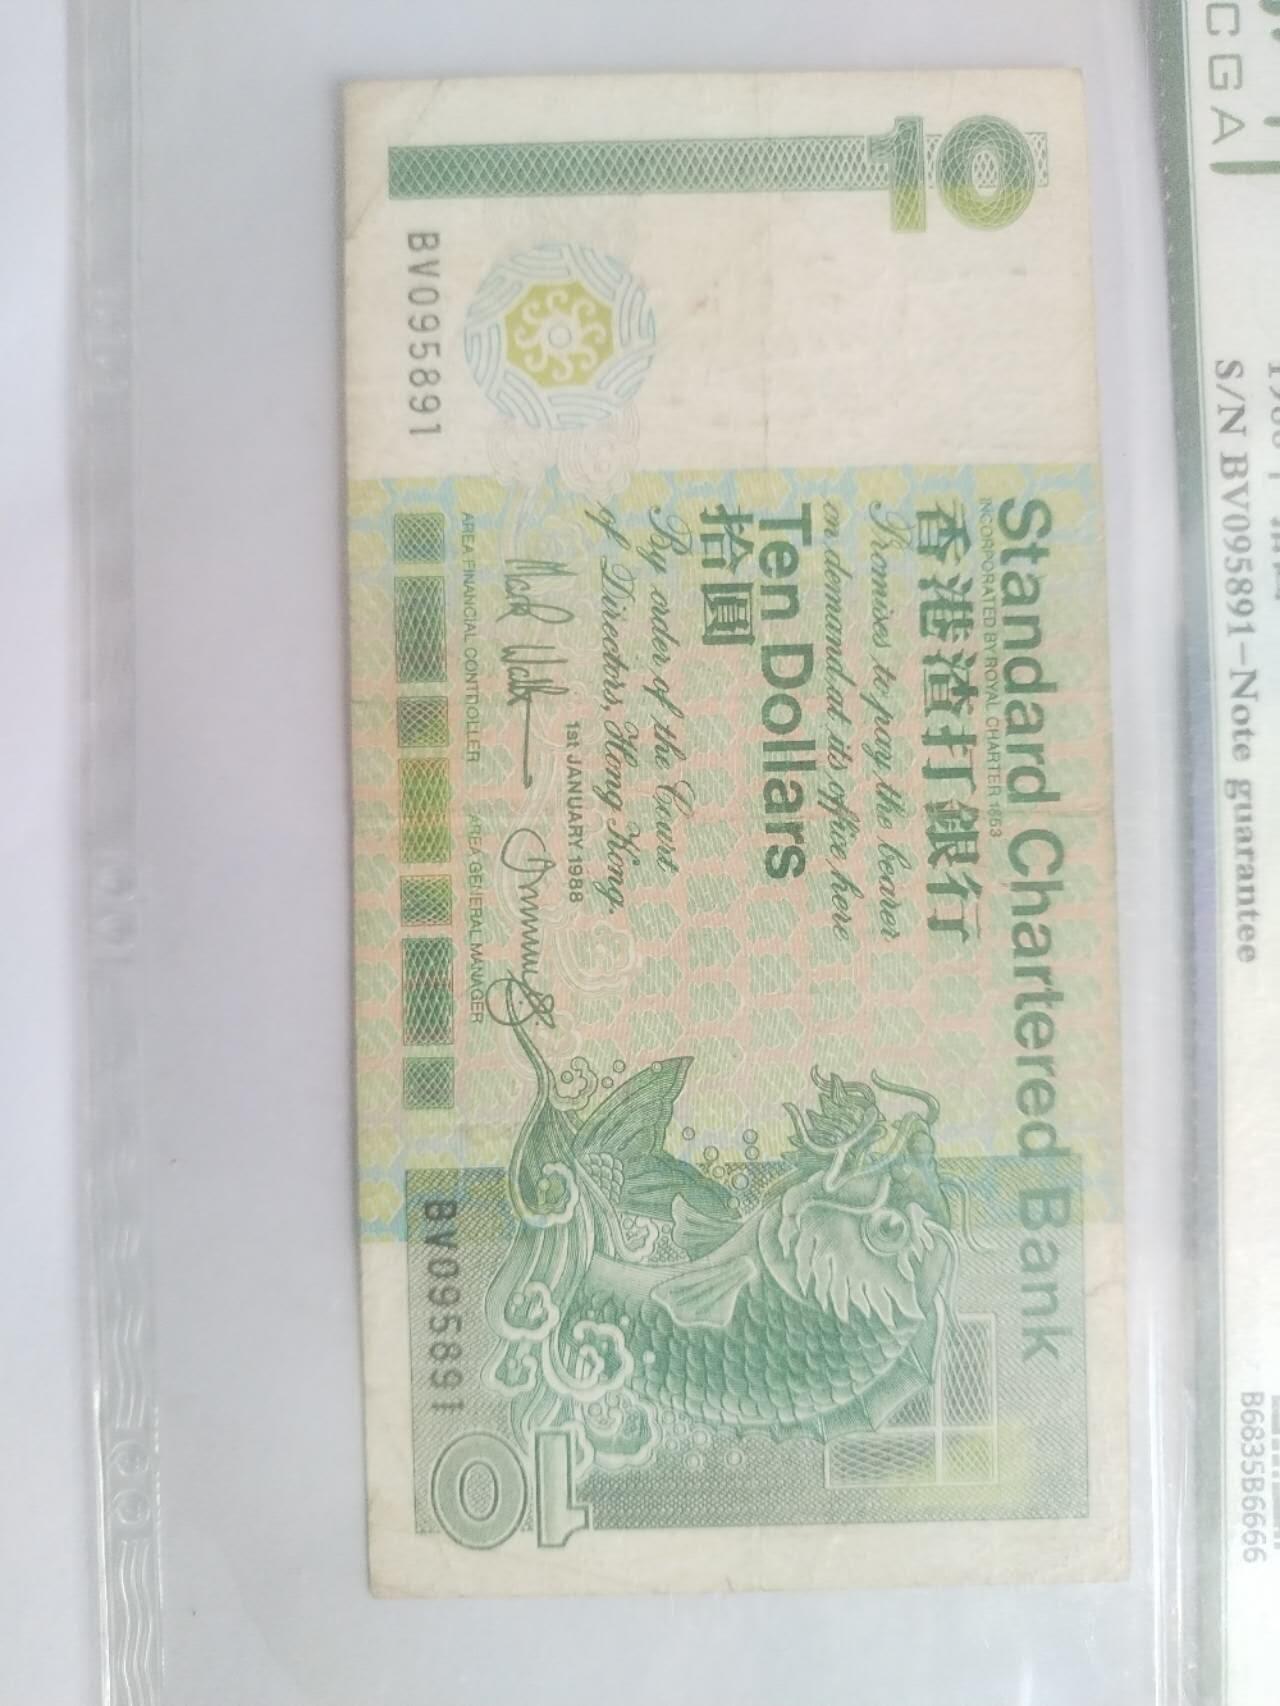 CGA
S/N BV095891-Note guarantee
B6835B6666
Standard Chartered Bank
INCORPORATED BY ROYAL CHARTER 1853
香港渣打銀行
Promises to pay the bearer
on demand at its office here
Ten Dollars
拾圓
By order of the Court
of Directors, Hong Kong.
1st JANUARY 1988
AREA FINANCIAL CONTROLLER
AREA GENERAL MANAGER
10
BV095891
BV095891
10